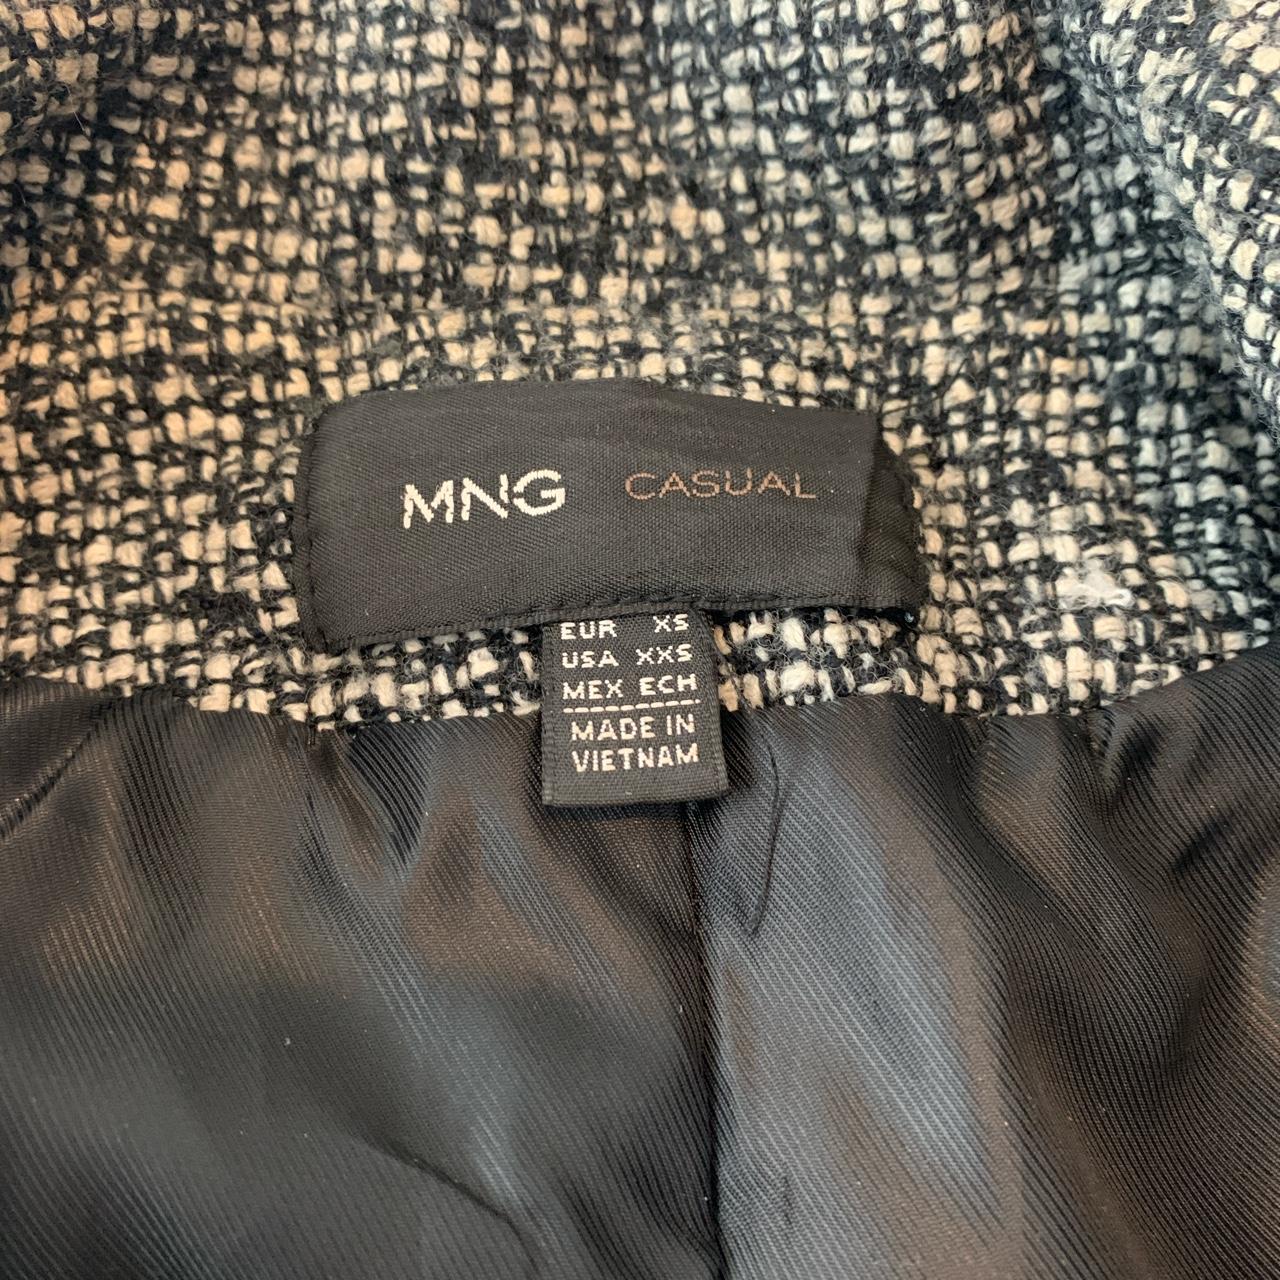 MNG CASUAL
EUR XS
USA XXS
MEX ECH
MADE IN
VIETNAM